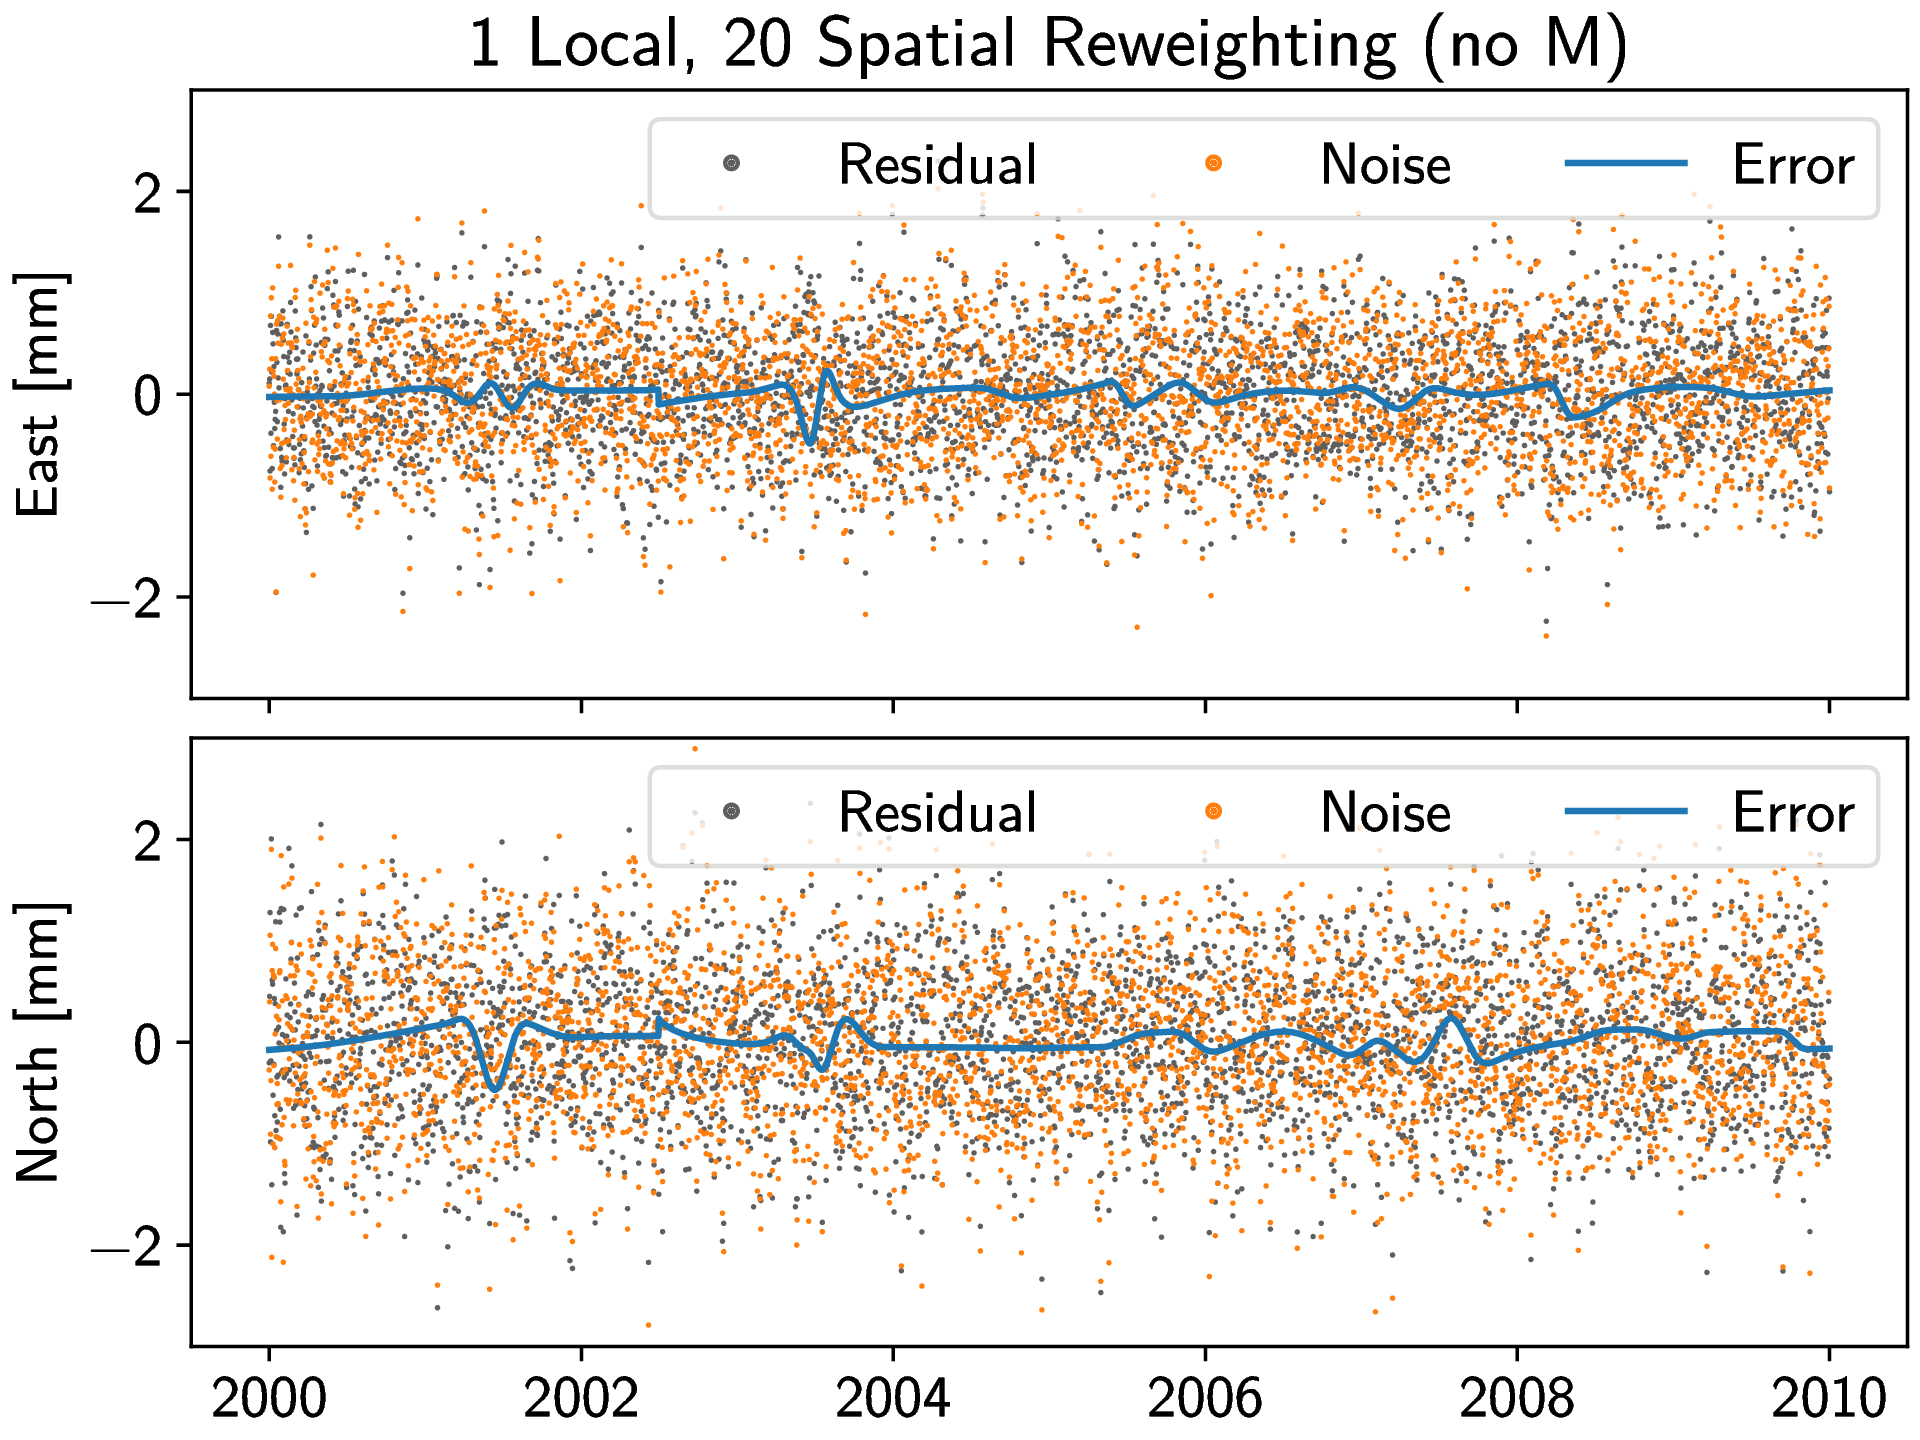 1 Local, 20 Spatial Reweighting (no M)
Residual Noise Error
2
0
−2
East [mm]
Residual Noise Error
2
0
−2
North [mm]
2000 2002 2004 2006 2008 2010